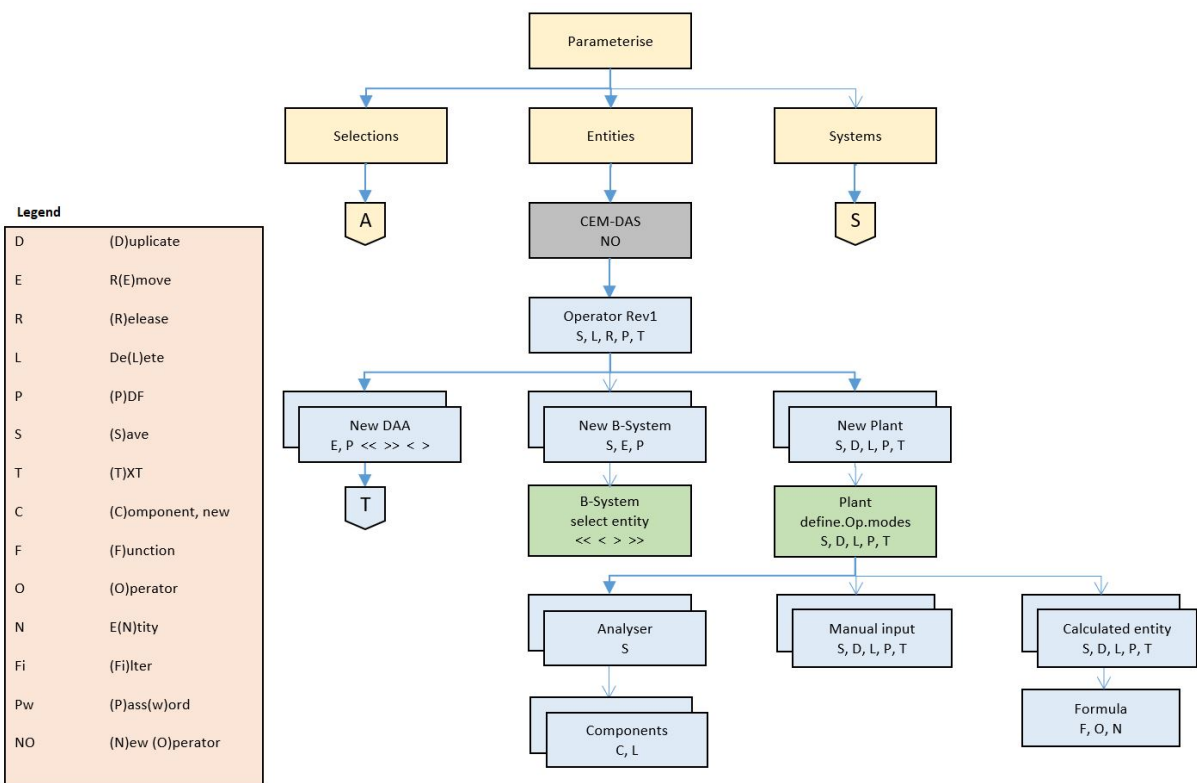 Parameterise
Selections
Entities
Systems
A
CEM-DAS
NO
S
Operator Rev1
S, L, R, P, T
New DAA
E, P << >> < >
New B-System
S, E, P
New Plant
S, D, L, P, T
T
B-System
select entity
<< < > >>
Plant
define.Op.modes
S, D, L, P, T
Analyser
S
Manual input
S, D, L, P, T
Calculated entity
S, D, L, P, T
Components
C, L
Formula
F, O, N
Legend
D (D)uplicate
E R(E)move
R (R)elease
L De(L)ete
P (P)DF
S (S)ave
T (T)XT
C (C)omponent, new
F (F)unction
O (O)perator
N E(N)tity
Fi (Fi)lter
Pw (P)ass(w)ord
NO (N)ew (O)perator